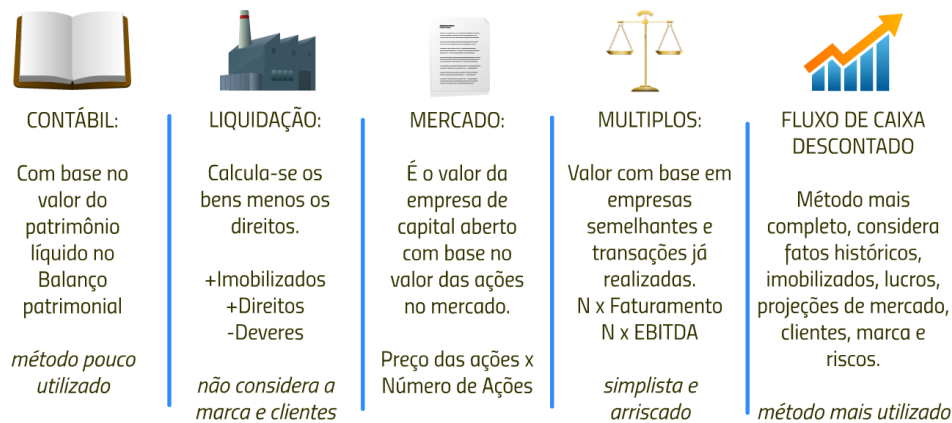 CONTÁBIL:
Com base no
valor do
patrimônio
líquido no
Balanço
patrimonial
método pouco
utilizado
LIQUIDAÇÃO:
Calcula-se os
bens menos os
direitos.
+Imobilizados
+Direitos
-Deveres
não considera a
marca e clientes
MERCADO:
É o valor da
empresa de
capital aberto
com base no
valor das ações
no mercado.
Preço das ações x
Número de Ações
MULTIPLOS:
Valor com base em
empresas
semelhantes e
transações já
realizadas.
N x Faturamento
N x EBITDA
simplista e
arriscado
FLUXO DE CAIXA
DESCONTADO
Método mais
completo, considera
fatos históricos,
imobilizados, lucros,
projeções de mercado,
clientes, marca e
riscos.
método mais utilizado